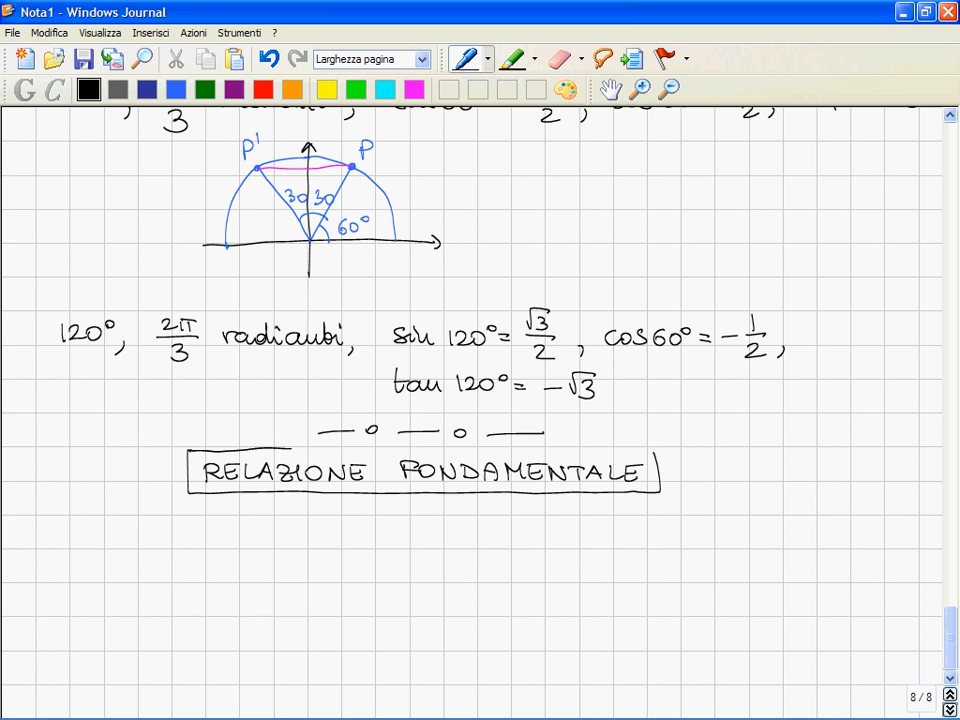 Nota1 - Windows Journal
File Modifica Visualizza Inserisci Azioni Strumenti ?
Larghezza pagina
G C
3 2 2
P' P
30 30
60°
120°, 2π/3 radianti, sin 120° = √3/2, cos 60° = -1/2,
tan 120° = -√3
RELAZIONE FONDAMENTALE
8 / 8